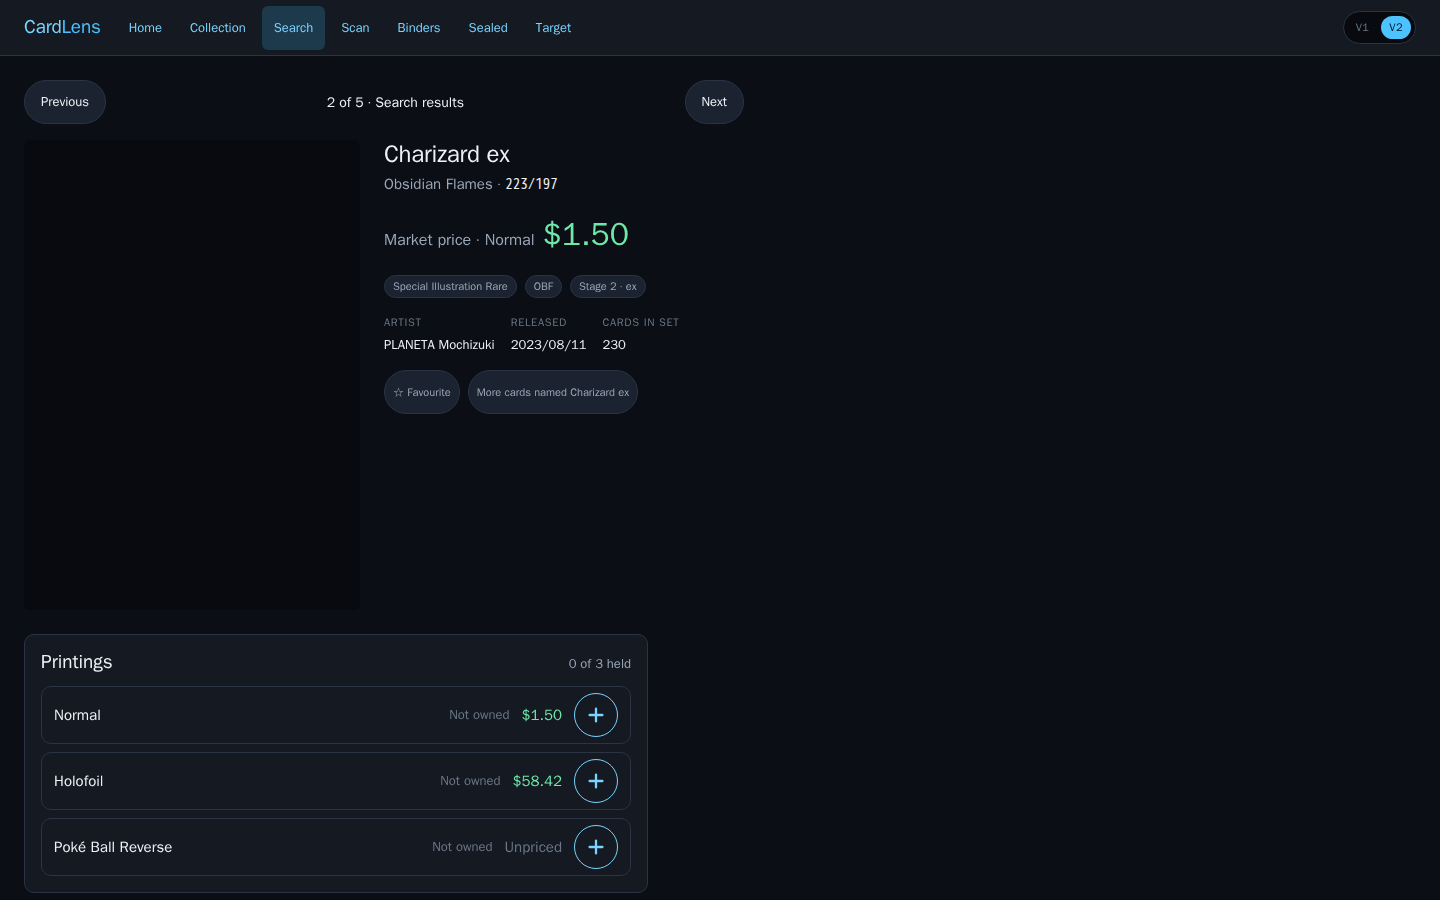 CardLens Home Collection Search Scan Binders Sealed Target V1 V2
Previous 2 of 5 · Search results Next
Charizard ex
Obsidian Flames · 223/197
Market price · Normal $1.50
Special Illustration Rare OBF Stage 2 · ex
ARTIST RELEASED CARDS IN SET
PLANETA Mochizuki 2023/08/11 230
☆ Favourite More cards named Charizard ex
Printings 0 of 3 held
Normal Not owned $1.50 +
Holofoil Not owned $58.42 +
Poké Ball Reverse Not owned Unpriced +